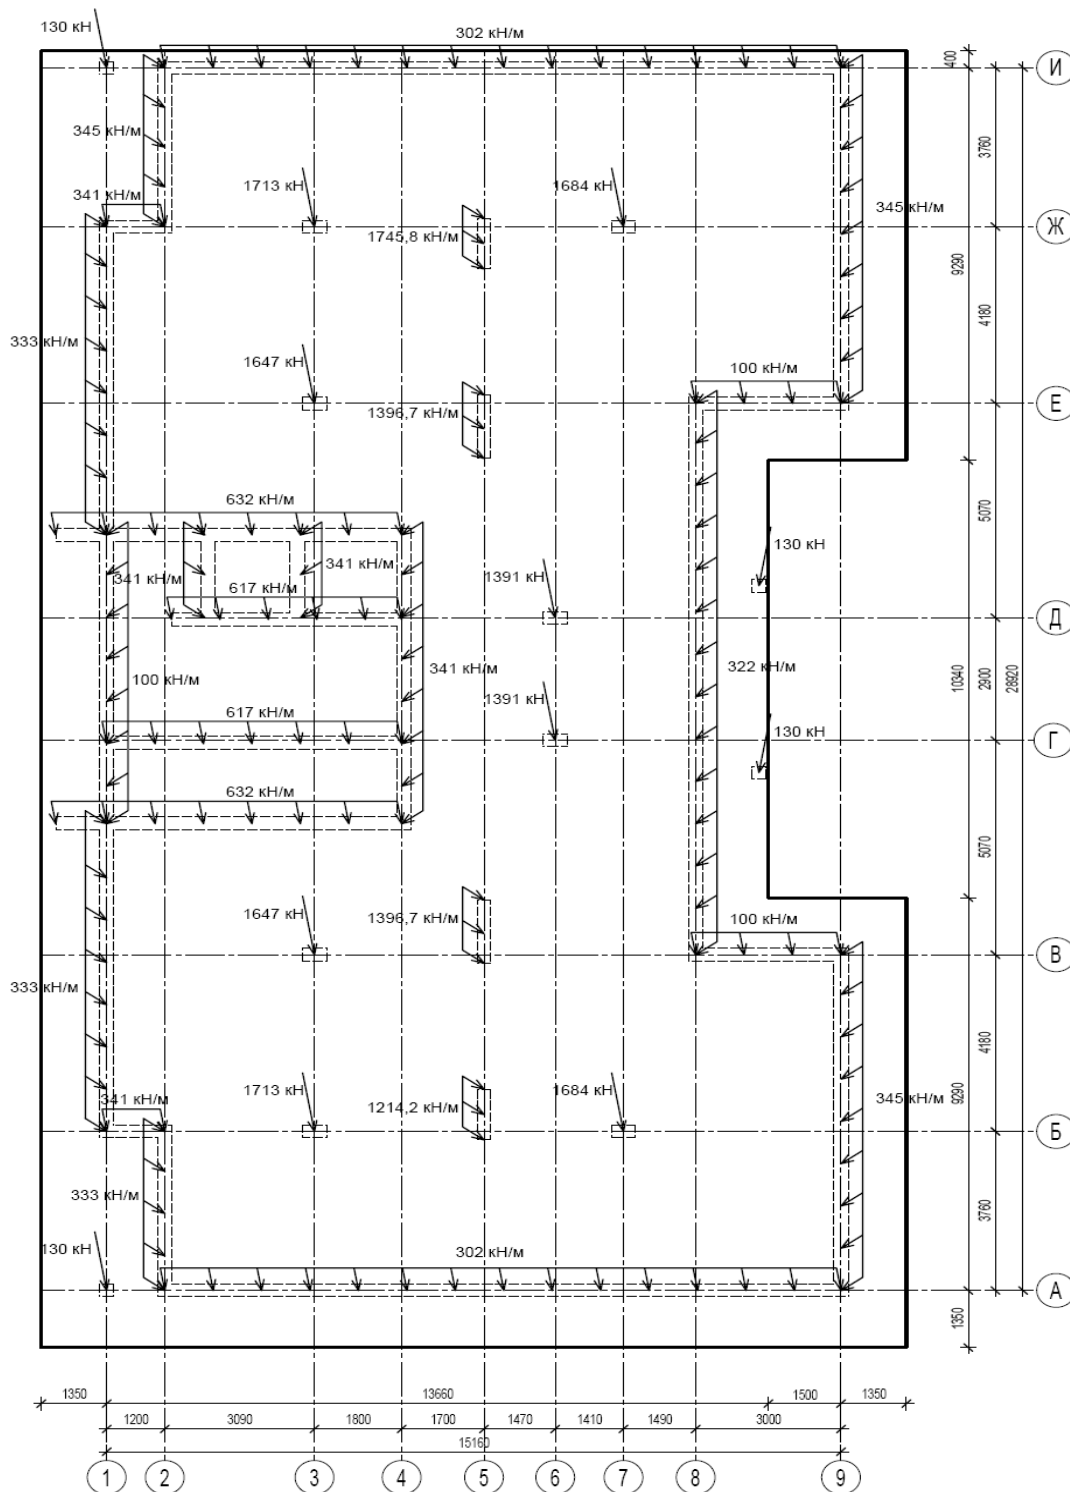 130 кН
302 кН/м
И
400
3760
345 кН/м
341 кН/м
1713 кН
1684 кН
345 кН/м
Ж
1745,8 кН/м
9290
4180
333 кН/м
1647 кН
100 кН/м
Е
1396,7 кН/м
5070
632 кН/м
130 кН
341 кН/м
341 кН/м
1391 кН
617 кН/м
Д
341 кН/м
322 кН/м
10340
2900
28920
100 кН/м
1391 кН
617 кН/м
130 кН
Г
632 кН/м
5070
1647 кН
1396,7 кН/м
100 кН/м
В
333 кН/м
4180
9290
1713 кН
1684 кН
341 кН/м
1214,2 кН/м
345 кН/м
Б
333 кН/м
3760
130 кН
302 кН/м
А
1350
1350
13660
1500
1350
1200
3090
1800
1700
1470
1410
1490
3000
15160
1
2
3
4
5
6
7
8
9